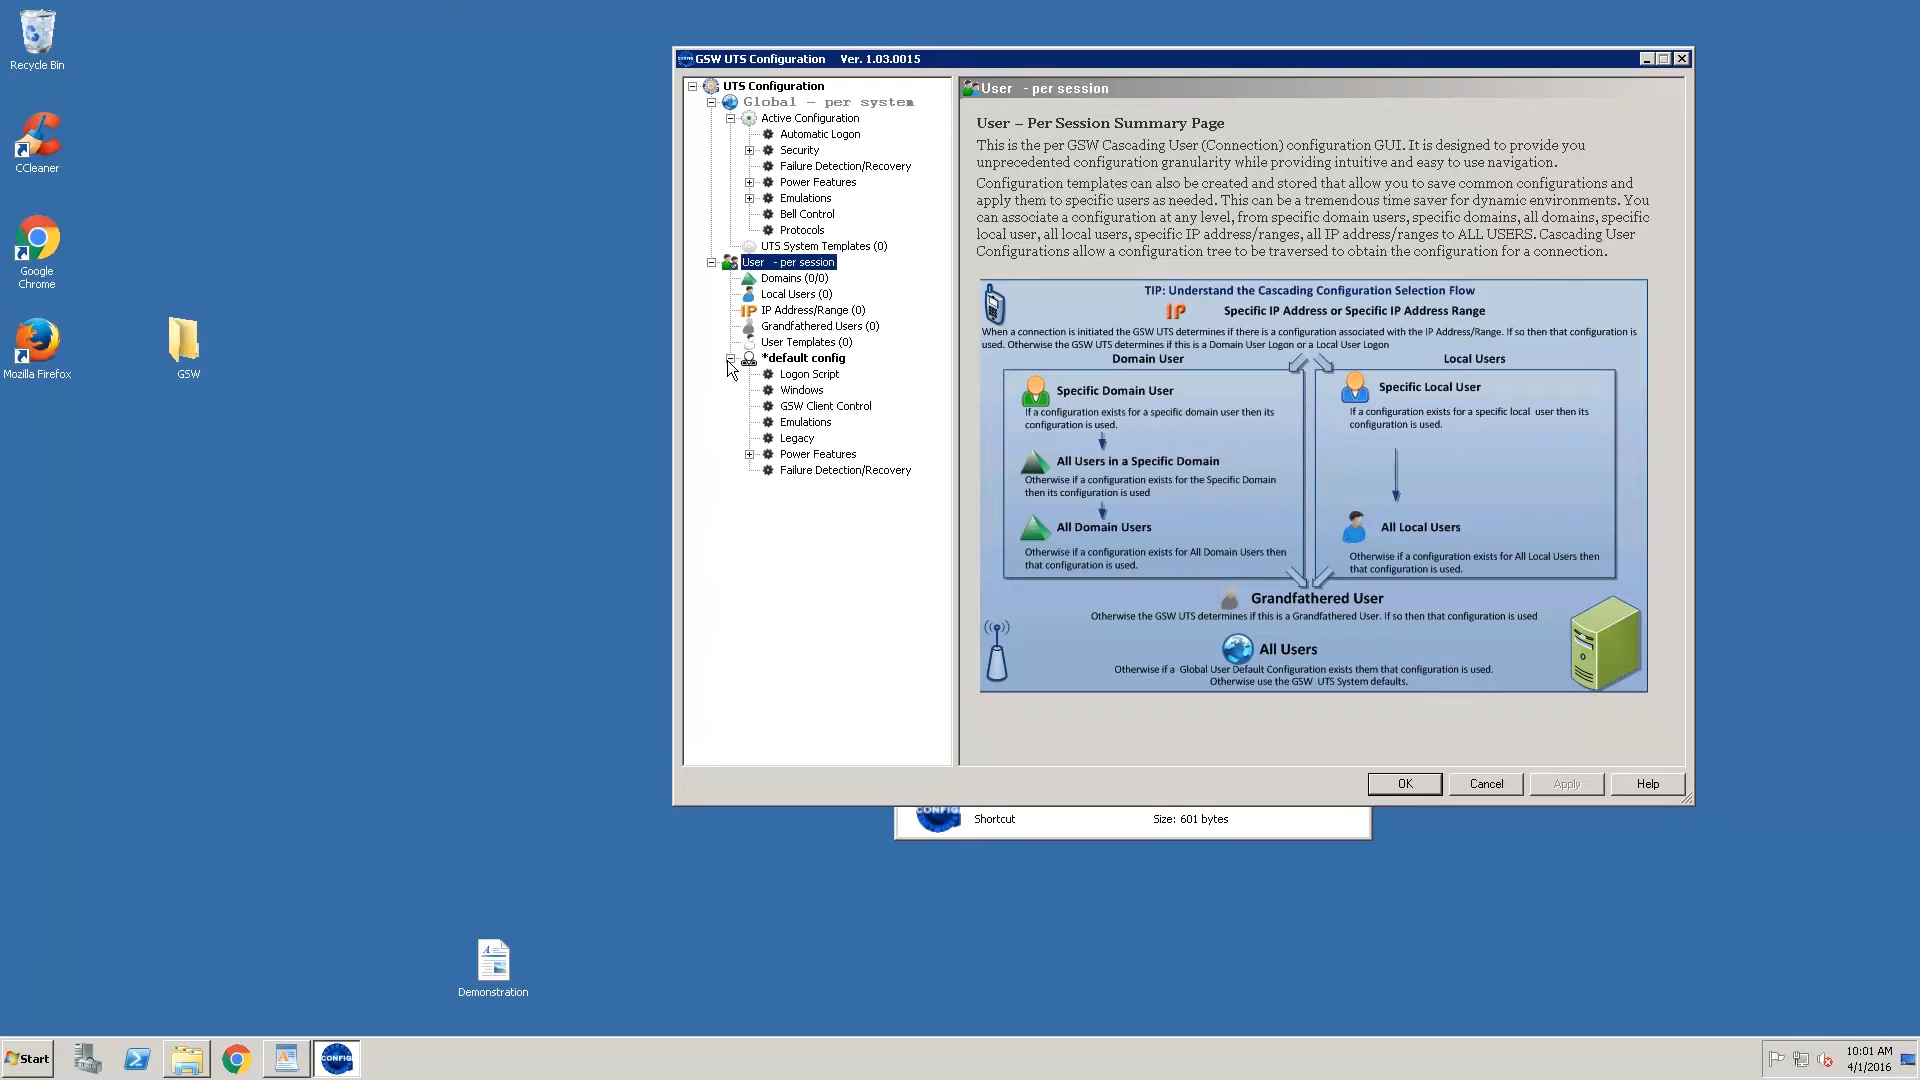 Recycle Bin
CCleaner
Google
Chrome
Mozilla Firefox
GSW
Demonstration
GSW UTS Configuration Ver. 1.03.0015
UTS Configuration
Global - per system
Active Configuration
Automatic Logon
Security
Failure Detection/Recovery
Power Features
Emulations
Bell Control
Protocols
UTS System Templates (0)
User - per session
Domains (0/0)
Local Users (0)
IP Address/Range (0)
Grandfathered Users (0)
User Templates (0)
*default config
Logon Script
Windows
GSW Client Control
Emulations
Legacy
Power Features
Failure Detection/Recovery
User - per session
User – Per Session Summary Page
This is the per GSW Cascading User (Connection) configuration GUI. It is designed to provide you
unprecedented configuration granularity while providing intuitive and easy to use navigation.
Configuration templates can also be created and stored that allow you to save common configurations and
apply them to specific users as needed. This can be a tremendous time saver for dynamic environments. You
can associate a configuration at any level, from specific domain users, specific domains, all domains, specific
local user, all local users, specific IP address/ranges, all IP address/ranges to ALL USERS. Cascading User
Configurations allow a configuration tree to be traversed to obtain the configuration for a connection.
TIP: Understand the Cascading Configuration Selection Flow
IP Specific IP Address or Specific IP Address Range
When a connection is initiated the GSW UTS determines if there is a configuration associated with the IP Address/Range. If so then that configuration is
used. Otherwise the GSW UTS determines if this is a Domain User Logon or a Local User Logon
Domain User
Specific Domain User
If a configuration exists for a specific domain user then its
configuration is used.
All Users in a Specific Domain
Otherwise if a configuration exists for the Specific Domain
then its configuration is used
All Domain Users
Otherwise if a configuration exists for All Domain Users then
that configuration is used.
Local Users
Specific Local User
If a configuration exists for a specific local user then its
configuration is used.
All Local Users
Otherwise if a configuration exists for All Local Users then
that configuration is used.
Grandfathered User
Otherwise the GSW UTS determines if this is a Grandfathered User. If so then that configuration is used
All Users
Otherwise if a Global User Default Configuration exists them that configuration is used.
Otherwise use the GSW UTS System defaults.
OK
Cancel
Apply
Help
CONFIG
Shortcut
Size: 601 bytes
Start
CONFIG
10:01 AM
4/1/2016